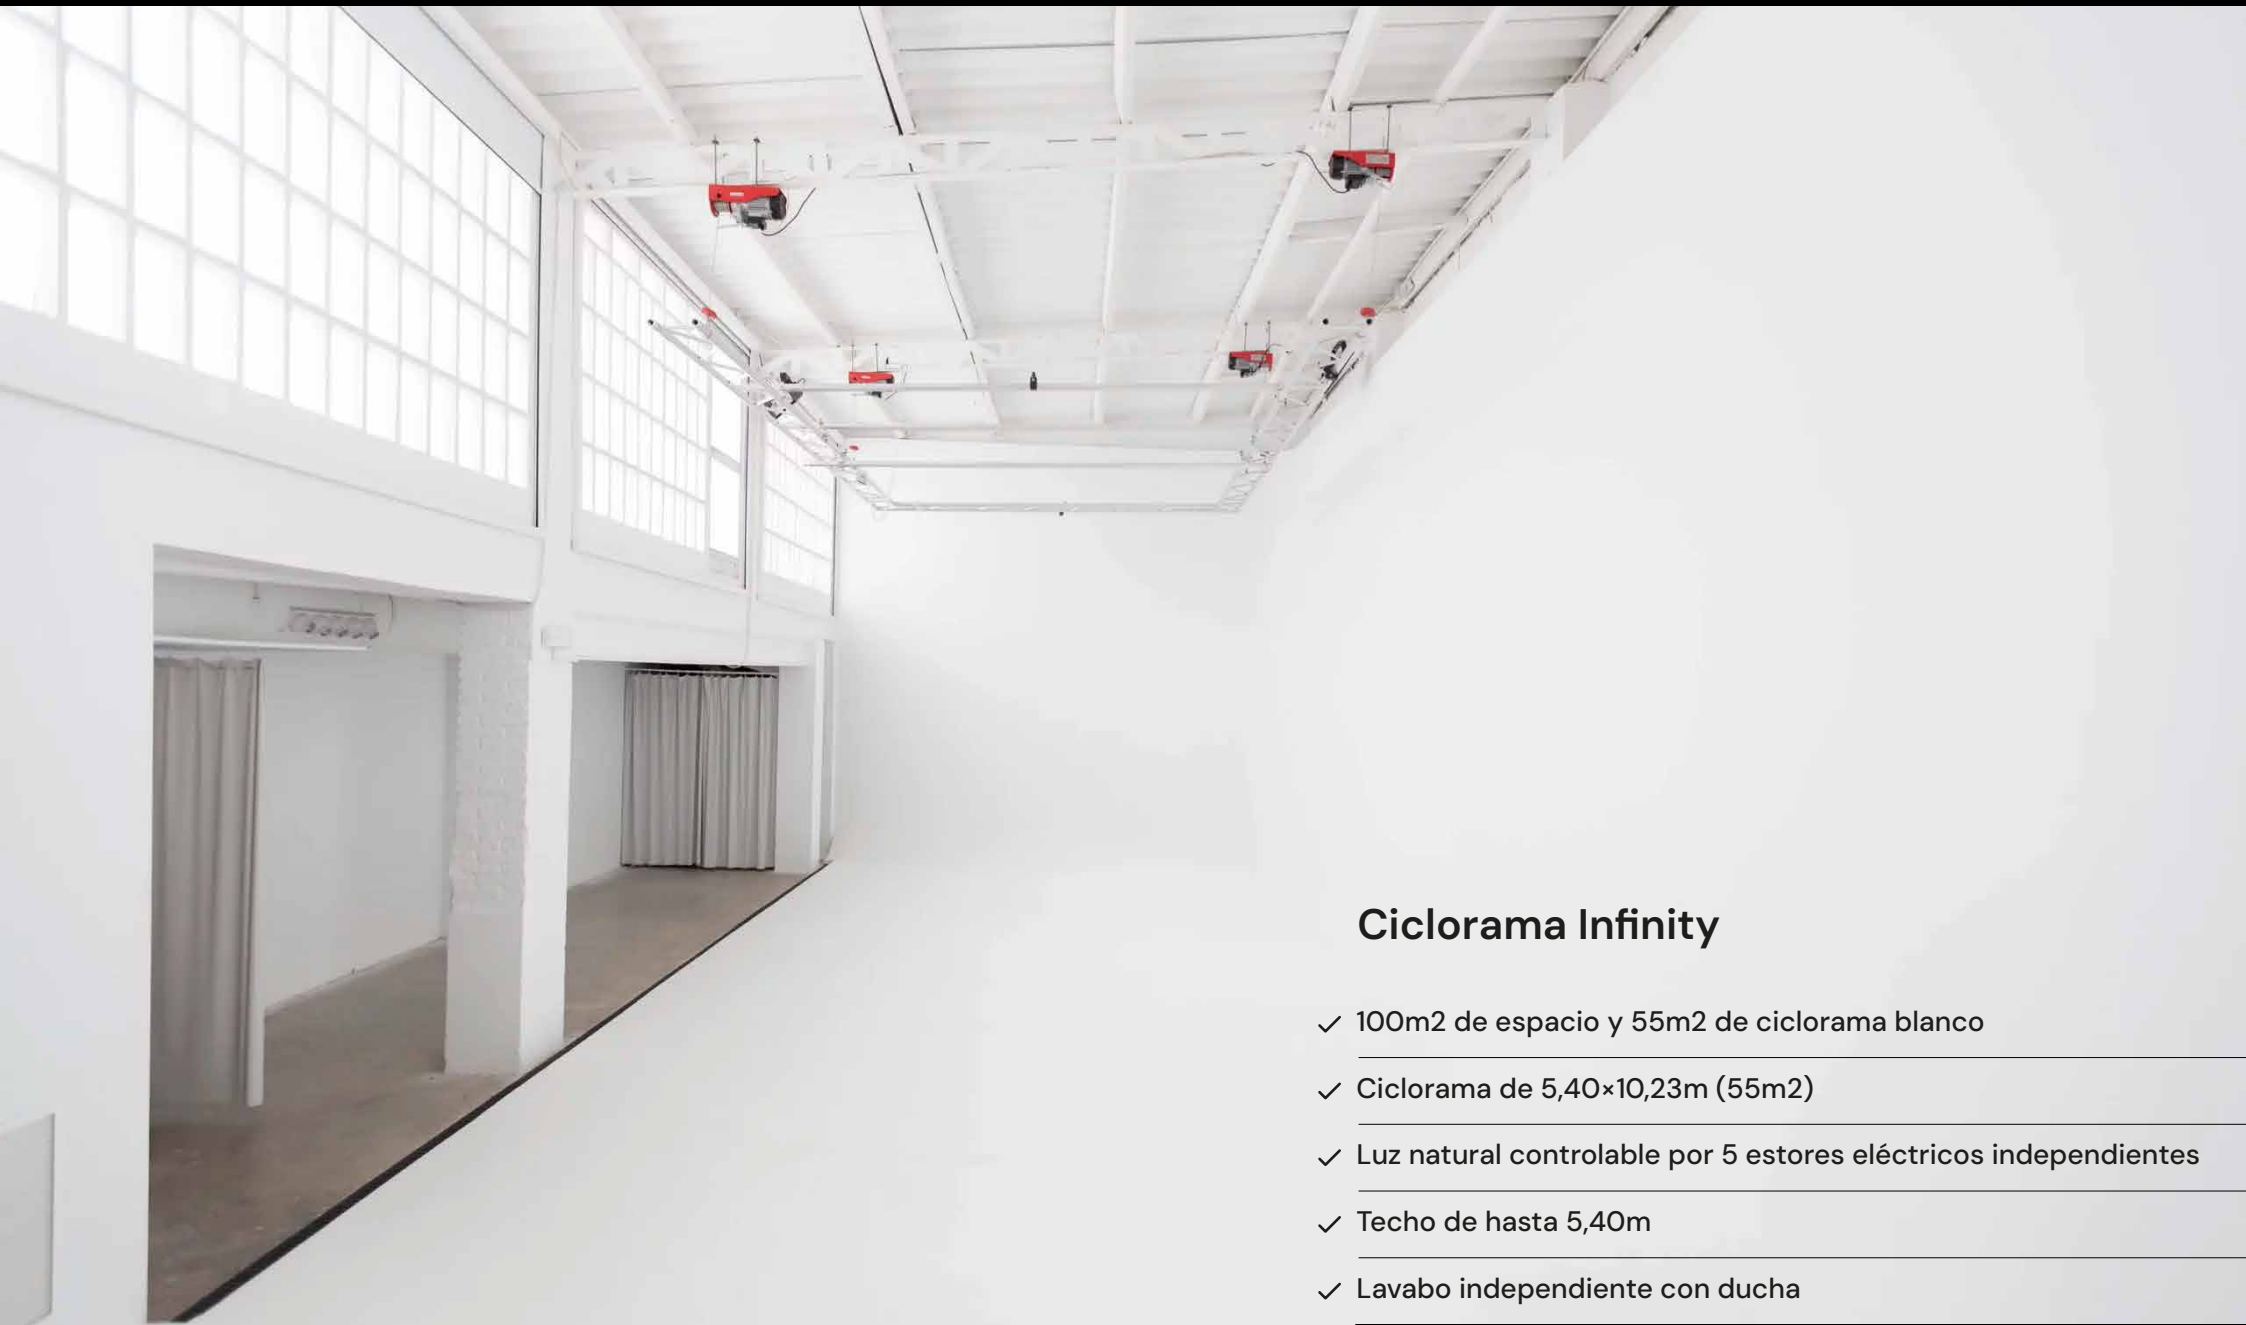 Ciclorama Infinity
100m2 de espacio y 55m2 de ciclorama blanco
Ciclorama de 5,40×10,23m (55m2)
Luz natural controlable por 5 estores eléctricos independientes
Techo de hasta 5,40m
Lavabo independiente con ducha